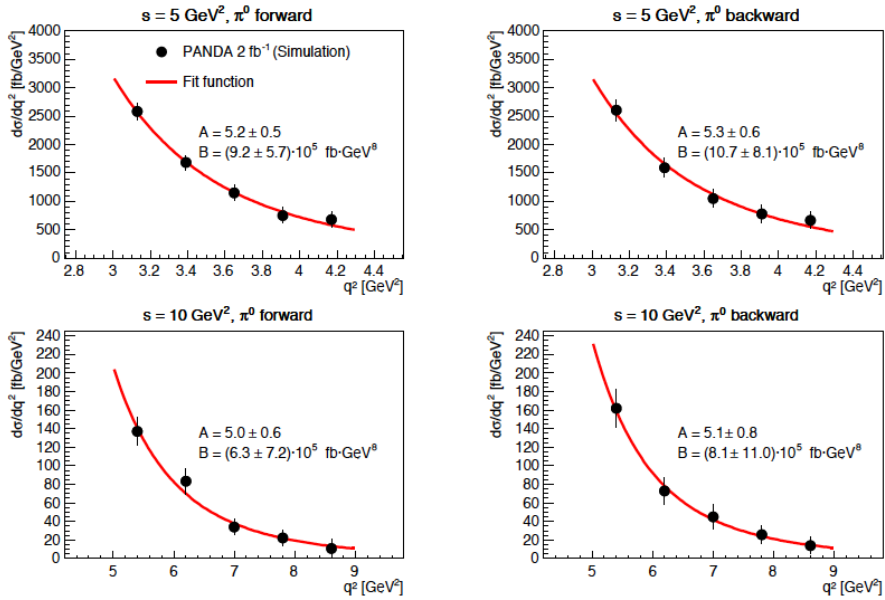 s = 5 GeV², π⁰ forward
dσ/dq² [fb/GeV²]
4000
3500
3000
2500
2000
1500
1000
500
0
PANDA 2 fb⁻¹ (Simulation)
Fit function
A = 5.2 ± 0.5
B = (9.2 ± 5.7)·10⁵ fb·GeV⁸
2.8 3 3.2 3.4 3.6 3.8 4 4.2 4.4
q² [GeV²]
s = 5 GeV², π⁰ backward
dσ/dq² [fb/GeV²]
4000
3500
3000
2500
2000
1500
1000
500
0
A = 5.3 ± 0.6
B = (10.7 ± 8.1)·10⁵ fb·GeV⁸
3 3.2 3.4 3.6 3.8 4 4.2 4.4
q² [GeV²]
s = 10 GeV², π⁰ forward
dσ/dq² [fb/GeV²]
240
220
200
180
160
140
120
100
80
60
40
20
0
A = 5.0 ± 0.6
B = (6.3 ± 7.2)·10⁵ fb·GeV⁸
5 6 7 8 9
q² [GeV²]
s = 10 GeV², π⁰ backward
dσ/dq² [fb/GeV²]
240
220
200
180
160
140
120
100
80
60
40
20
0
A = 5.1 ± 0.8
B = (8.1 ± 11.0)·10⁵ fb·GeV⁸
5 6 7 8 9
q² [GeV²]